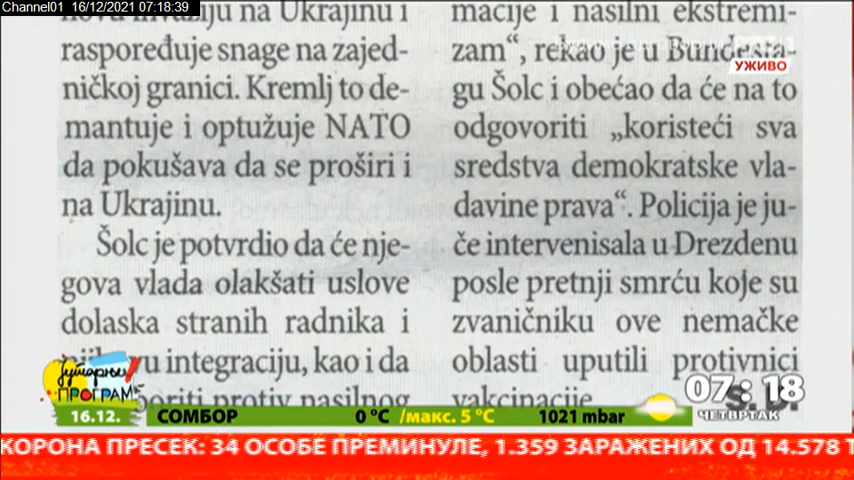 Channel01 16/12/2021 07:18:39
nova invaziju na Ukrajinu i
raspoređuje snage na zajed-
ničkoj granici. Kremlj to de-
mantuje i optužuje NATO
da pokušava da se proširi i
na Ukrajinu.
Šolc je potvrdio da će nje-
gova vlada olakšati uslove
dolaska stranih radnika i
integraciju, kao i da
boriti protiv nasilnog
macije i nasilni ekstremi-
zam“, rekao je u Bundesta-
gu Šolc i obećao da će na to
odgovoriti „koristeći sva
sredstva demokratske vla-
davine prava“. Policija je ju-
če intervenisala u Drezdenu
posle pretnji smrću koje su
zvaničniku ove nemačke
oblasti uputili protivnici
vakcinacije.
УЖИВО
Јутарњи
ПРОГРАМ
07:18
ЧЕТВРТАК
16.12. СОМБОР 0 °C /макс. 5 °C 1021 mbar
КОРОНА ПРЕСЕК: 34 ОСОБЕ ПРЕМИНУЛЕ, 1.359 ЗАРАЖЕНИХ ОД 14.578 Т